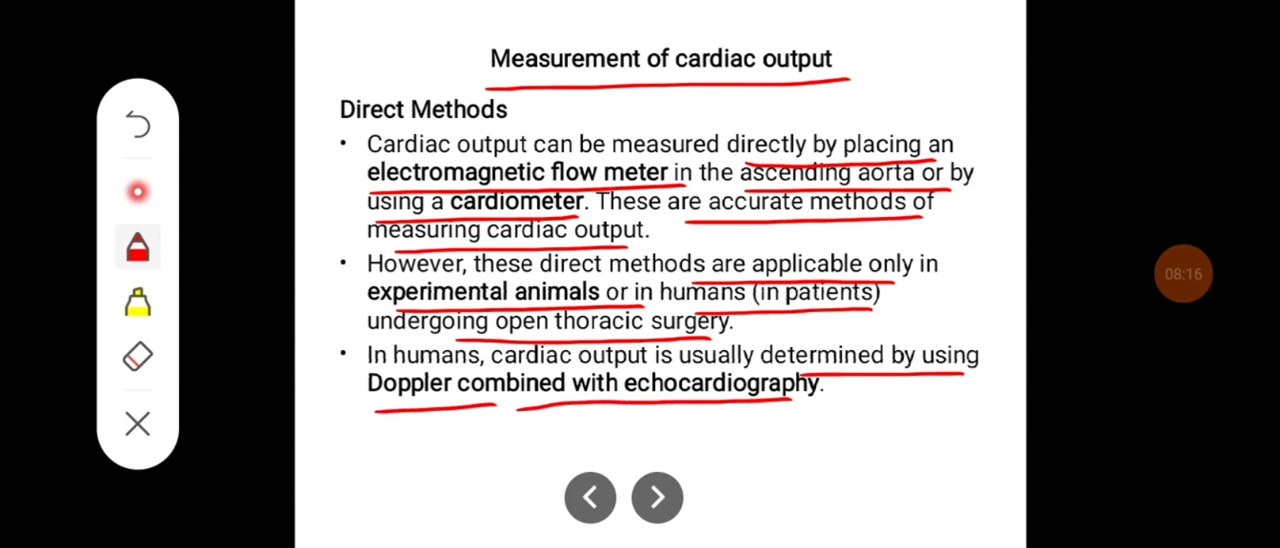 Measurement of cardiac output
Direct Methods
• Cardiac output can be measured directly by placing an
electromagnetic flow meter in the ascending aorta or by
using a cardiometer. These are accurate methods of
measuring cardiac output.
• However, these direct methods are applicable only in
experimental animals or in humans (in patients)
undergoing open thoracic surgery.
• In humans, cardiac output is usually determined by using
Doppler combined with echocardiography.
08:16